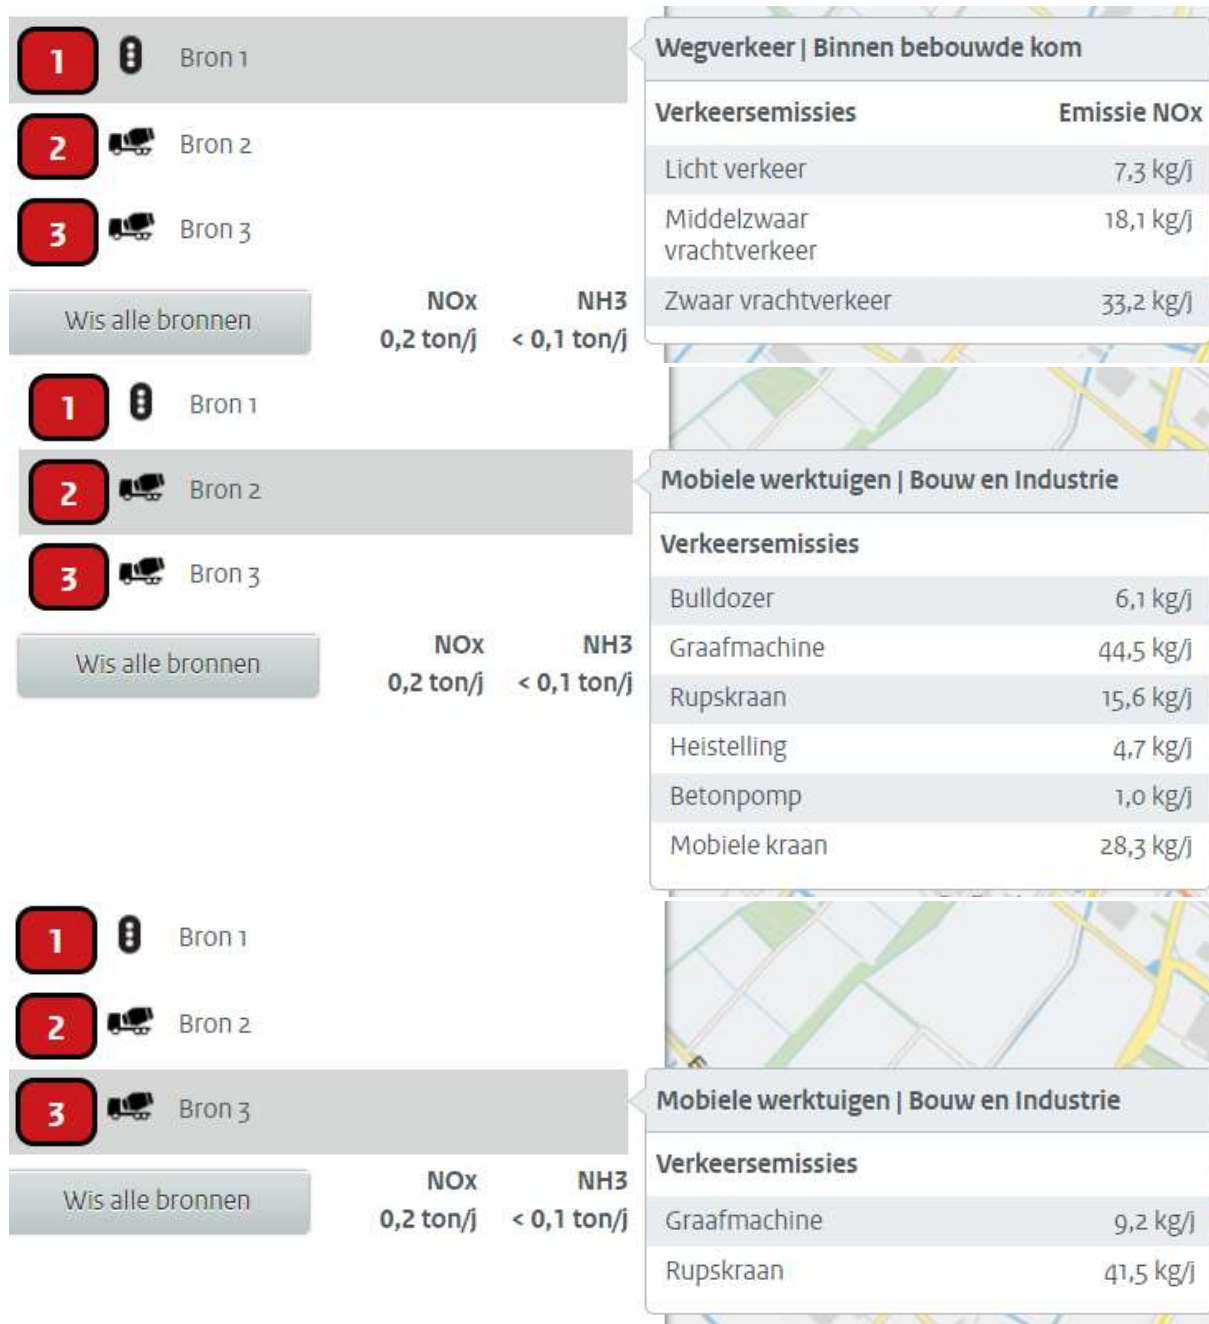 1 Bron 1
2 Bron 2
3 Bron 3
Wis alle bronnen
NOx NH3
0,2 ton/j < 0,1 ton/j
Wegverkeer | Binnen bebouwde kom
Verkeersemissies Emissie NOx
Licht verkeer 7,3 kg/j
Middelzwaar 18,1 kg/j
vrachtverkeer
Zwaar vrachtverkeer 33,2 kg/j
1 Bron 1
2 Bron 2
3 Bron 3
Wis alle bronnen
NOx NH3
0,2 ton/j < 0,1 ton/j
Mobiele werktuigen | Bouw en Industrie
Verkeersemissies
Bulldozer 6,1 kg/j
Graafmachine 44,5 kg/j
Rupskraan 15,6 kg/j
Heistelling 4,7 kg/j
Betonpomp 1,0 kg/j
Mobiele kraan 28,3 kg/j
1 Bron 1
2 Bron 2
3 Bron 3
Wis alle bronnen
NOx NH3
0,2 ton/j < 0,1 ton/j
Mobiele werktuigen | Bouw en Industrie
Verkeersemissies
Graafmachine 9,2 kg/j
Rupskraan 41,5 kg/j